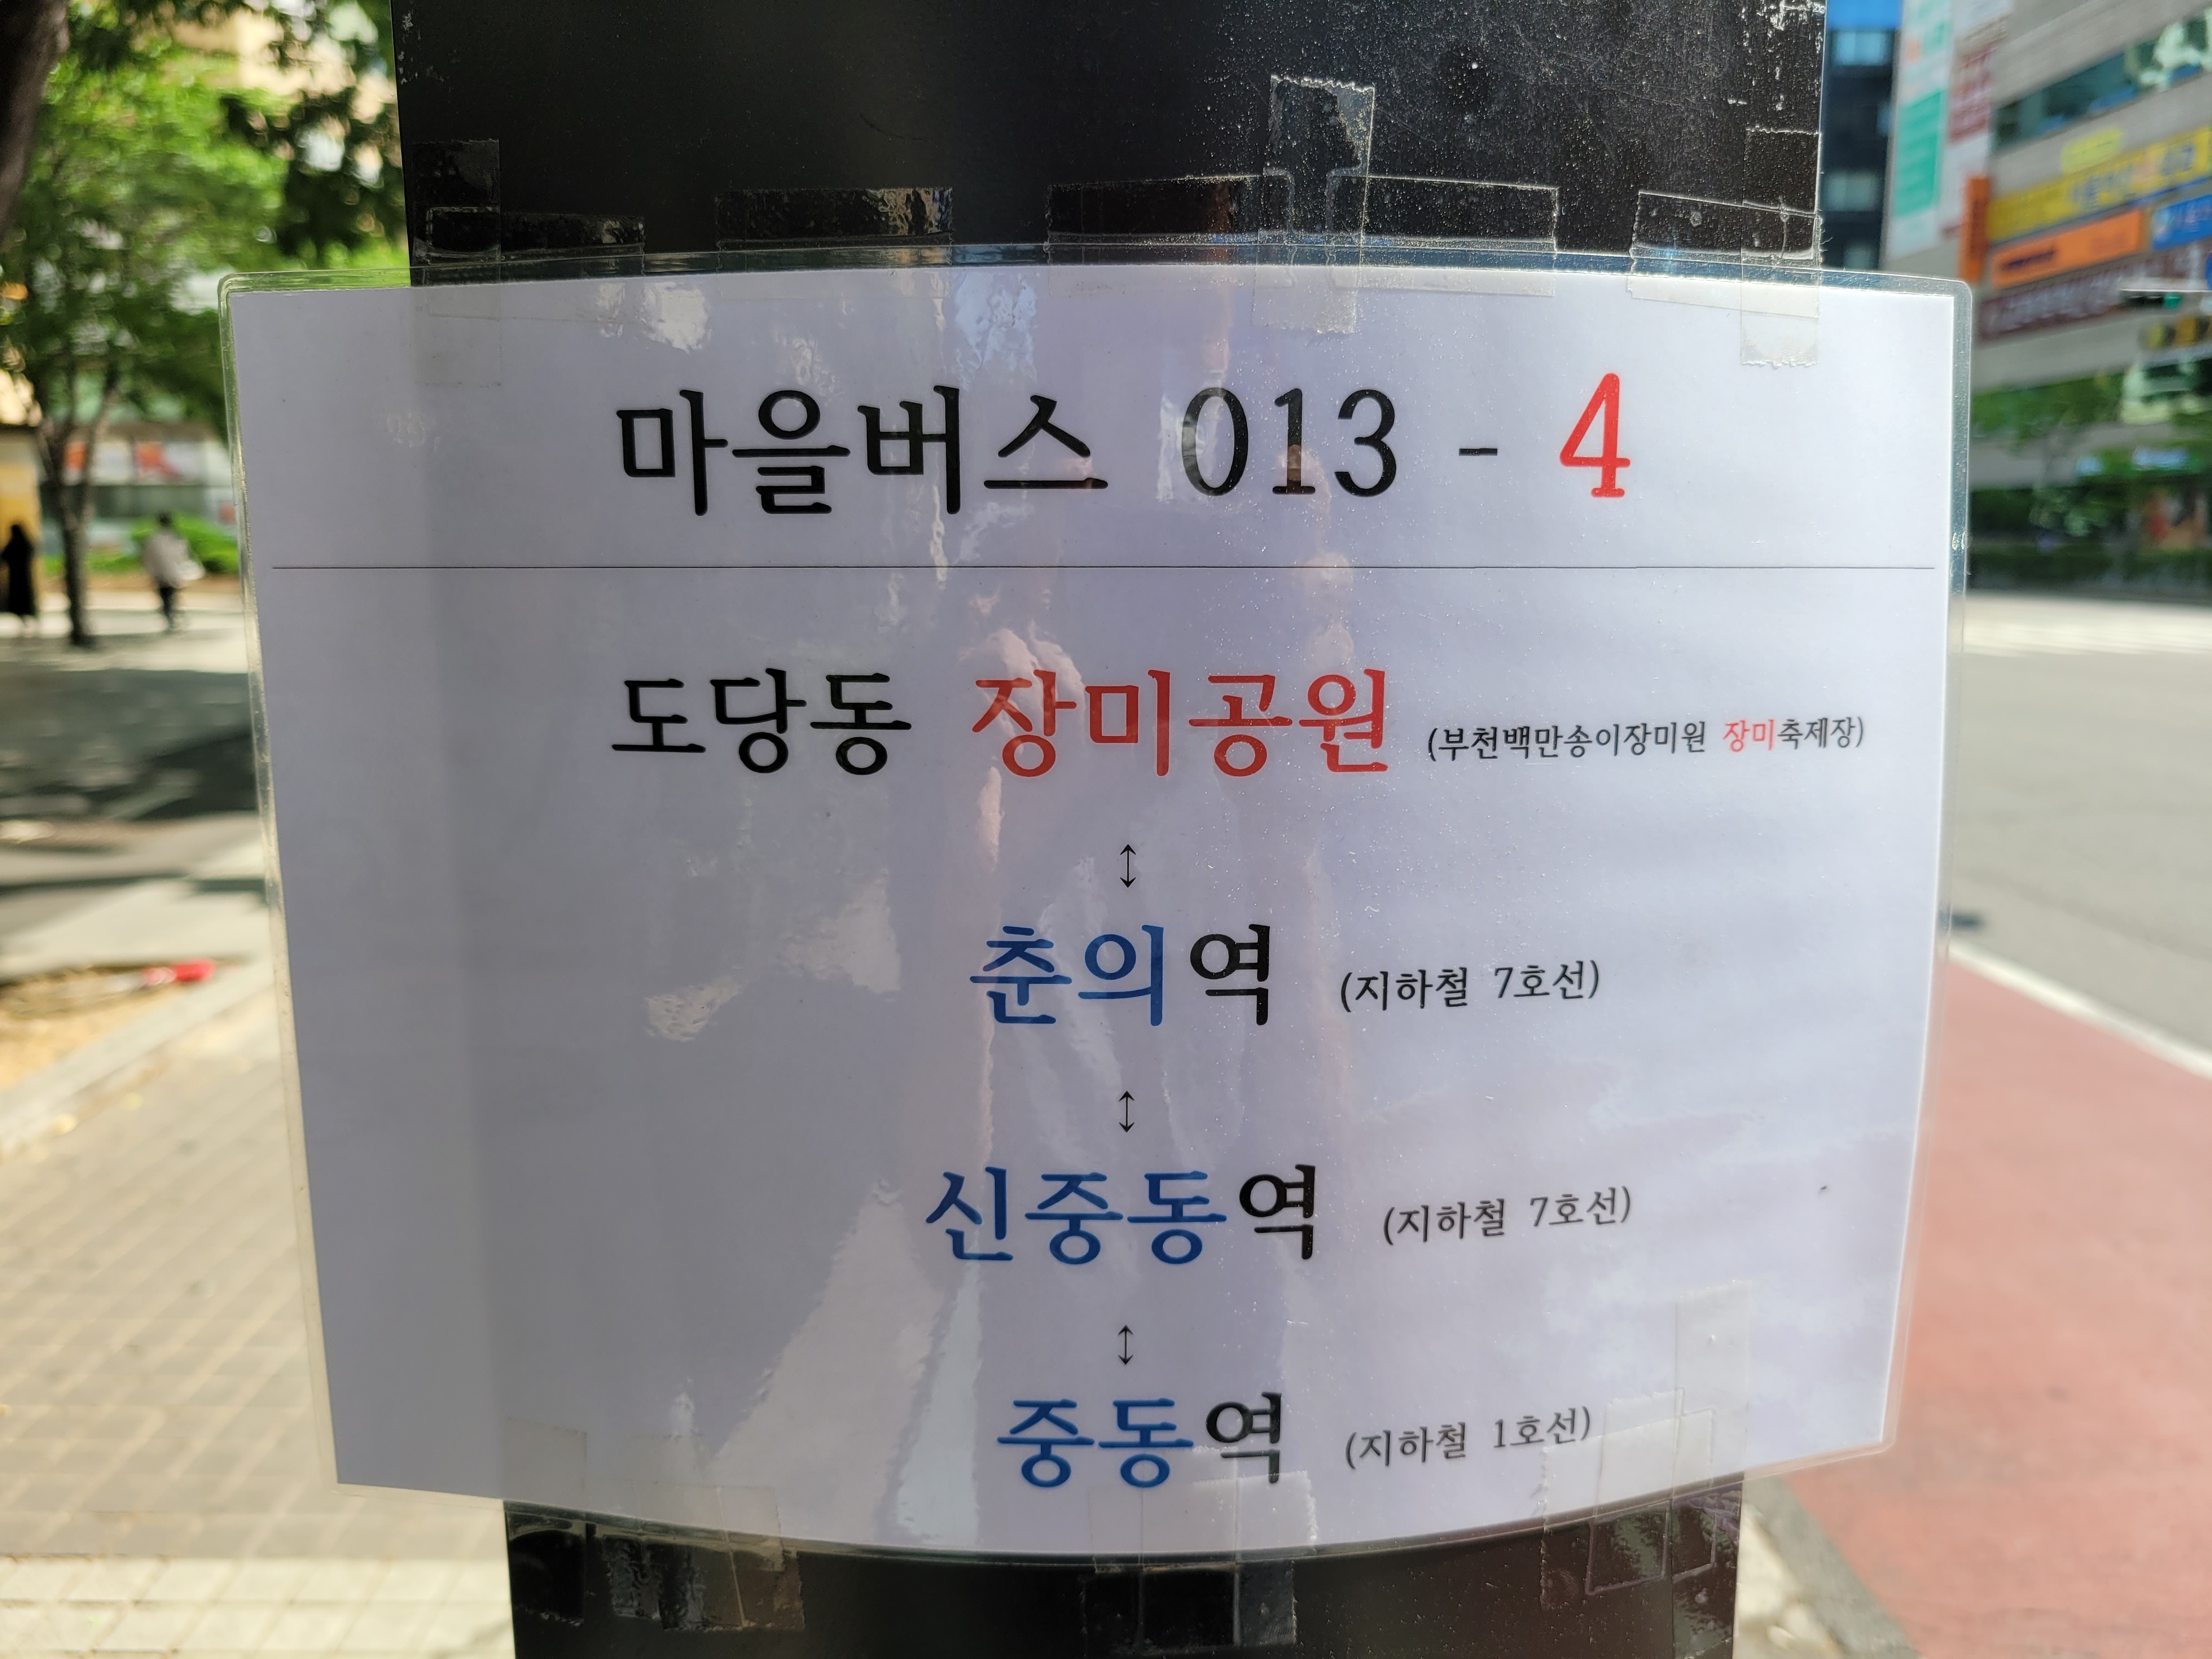 마을버스 013 - 4
도당동 장미공원 (부천백만송이장미원 장미축제장)
↕
춘의역 (지하철 7호선)
↕
신중동역 (지하철 7호선)
↕
중동역 (지하철 1호선)